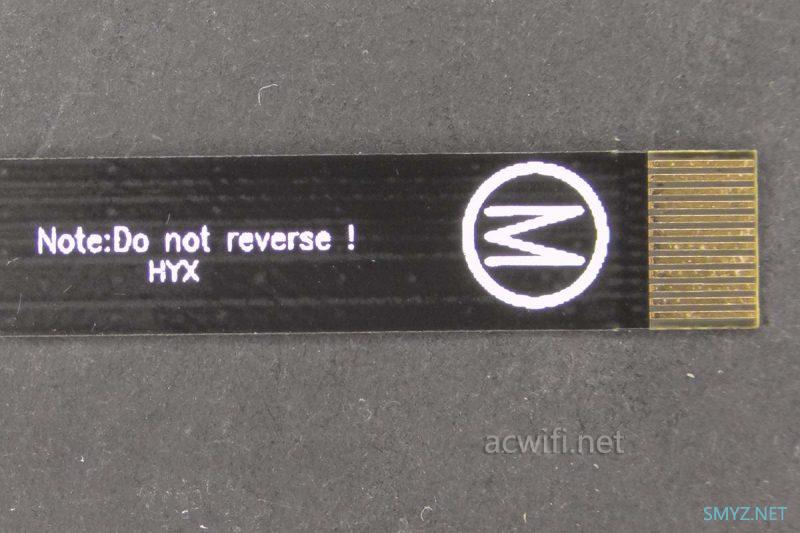 Note:Do not reverse !
HYX
M
acwifi.net
SMYZ.NET